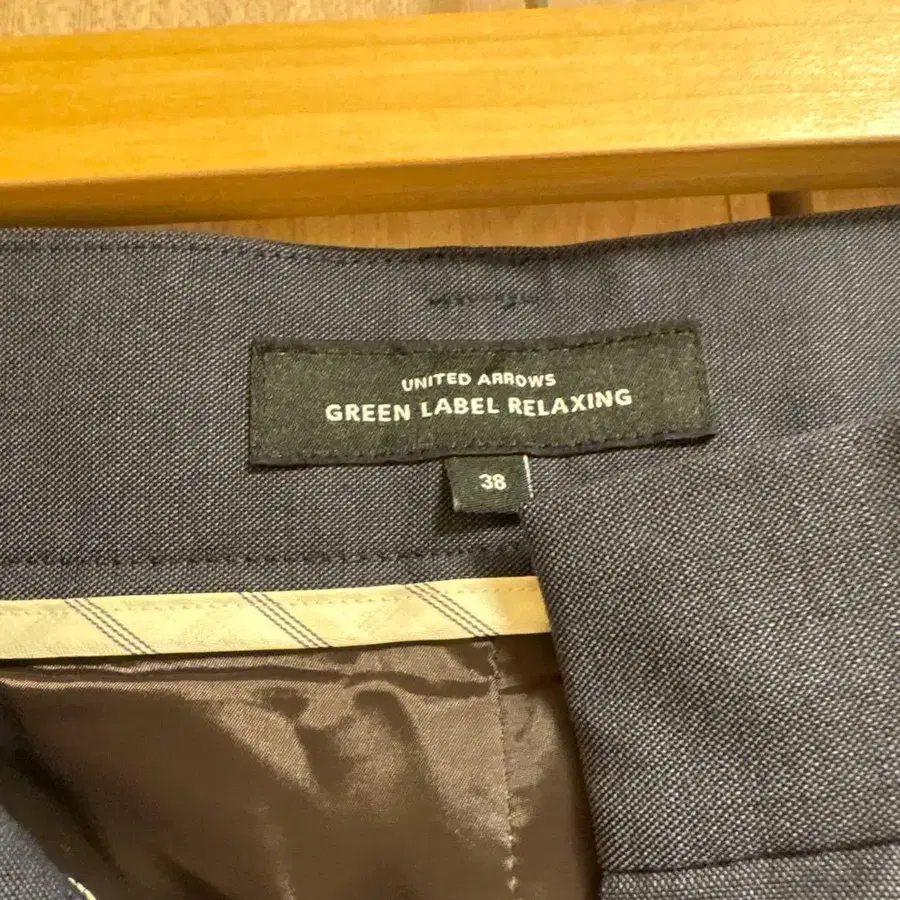 UNITED ARROWS
GREEN LABEL RELAXING
38